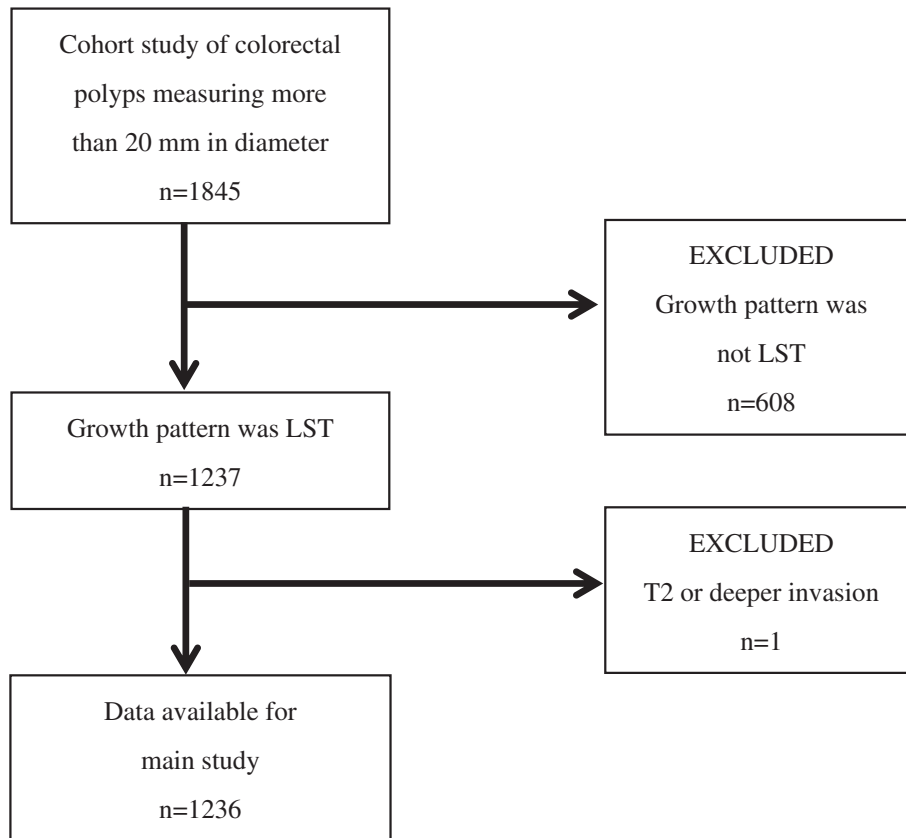 Cohort study of colorectal
polyps measuring more
than 20 mm in diameter
n=1845
EXCLUDED
Growth pattern was
not LST
n=608
Growth pattern was LST
n=1237
EXCLUDED
T2 or deeper invasion
n=1
Data available for
main study
n=1236